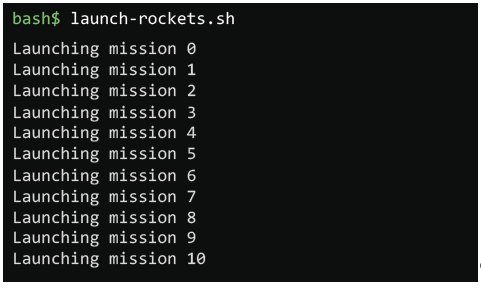 bash$ launch-rockets.sh
Launching mission 0
Launching mission 1
Launching mission 2
Launching mission 3
Launching mission 4
Launching mission 5
Launching mission 6
Launching mission 7
Launching mission 8
Launching mission 9
Launching mission 10